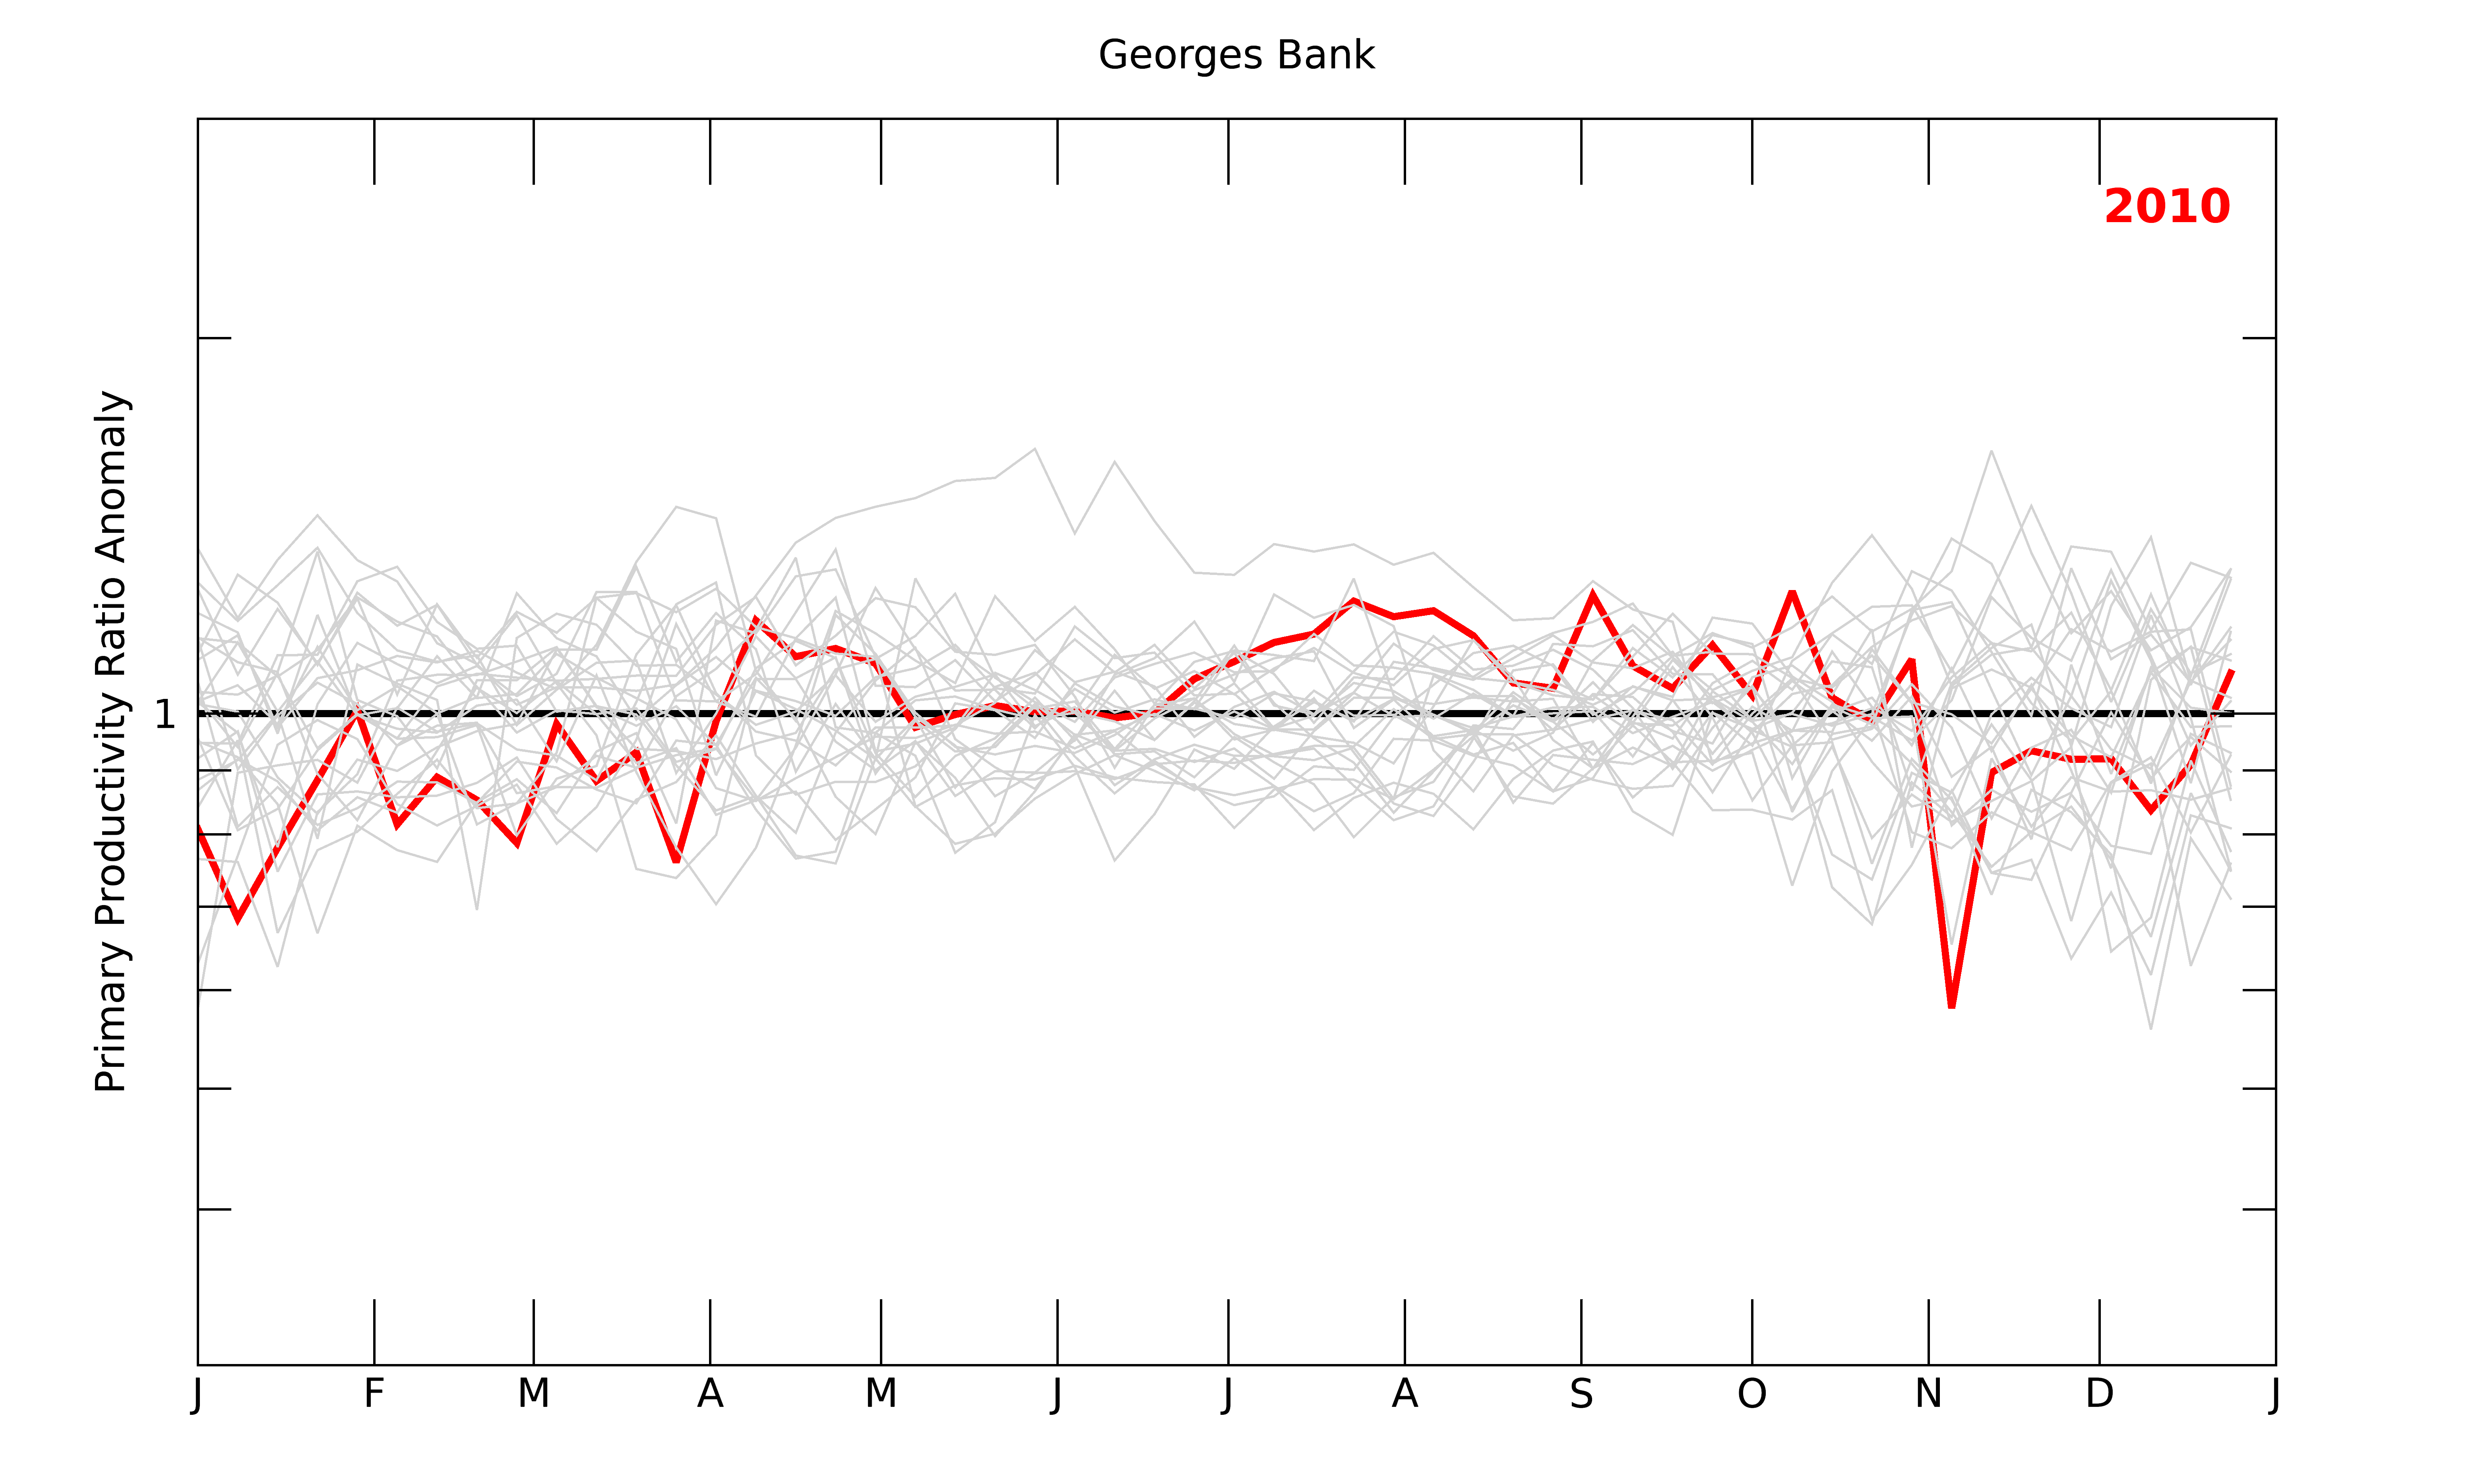 Georges Bank
2010
Primary Productivity Ratio Anomaly
1
J F M A M J J A S O N D J